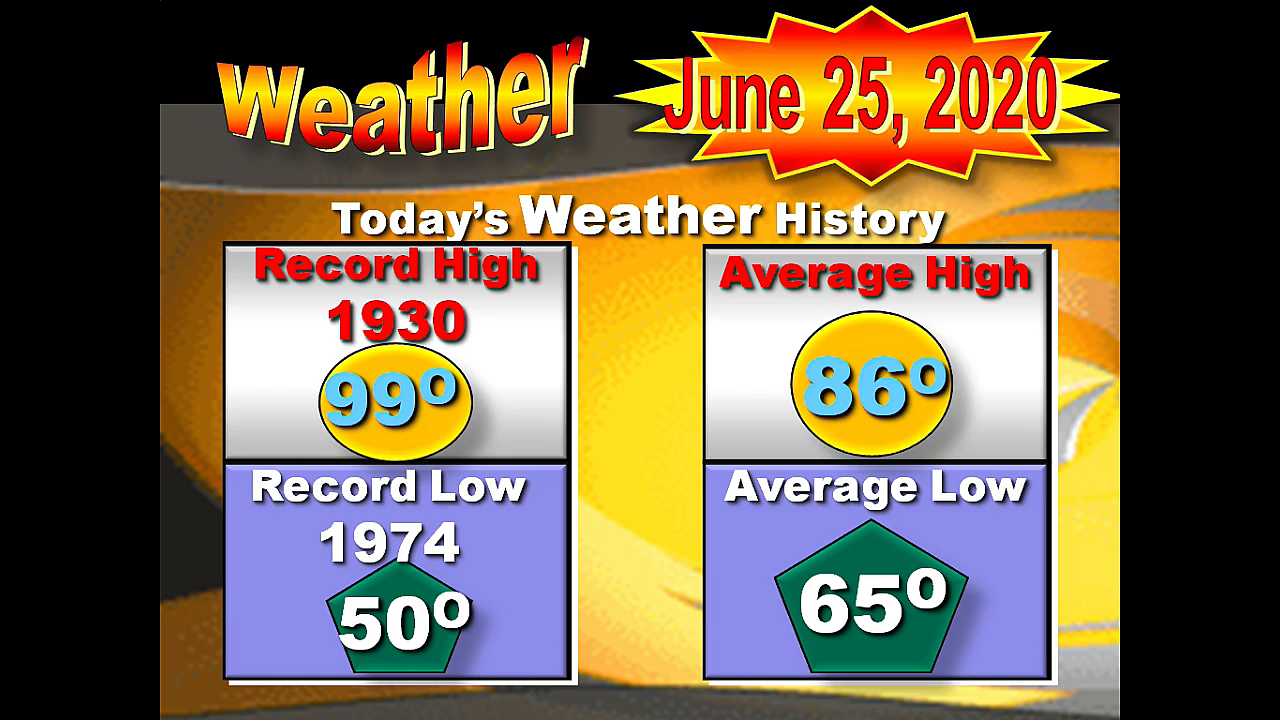 Weather
June 25, 2020
Today's Weather History
Record High
1930
99º
Average High
86º
Record Low
1974
50º
Average Low
65º